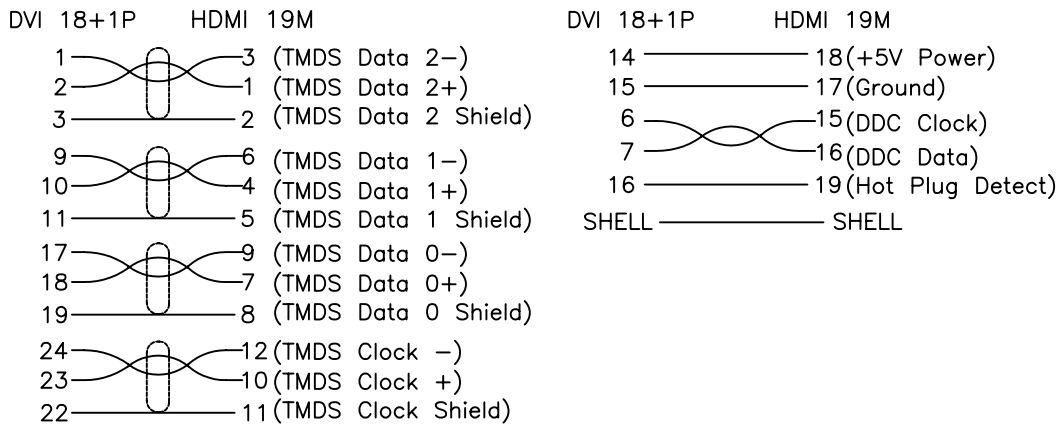 DVI 18+1P HDMI 19M
1 3 (TMDS Data 2-)
2 1 (TMDS Data 2+)
3 2 (TMDS Data 2 Shield)
9 6 (TMDS Data 1-)
10 4 (TMDS Data 1+)
11 5 (TMDS Data 1 Shield)
17 9 (TMDS Data 0-)
18 7 (TMDS Data 0+)
19 8 (TMDS Data 0 Shield)
24 12 (TMDS Clock -)
23 10 (TMDS Clock +)
22 11 (TMDS Clock Shield)
DVI 18+1P HDMI 19M
14 18 (+5V Power)
15 17 (Ground)
6 15 (DDC Clock)
7 16 (DDC Data)
16 19 (Hot Plug Detect)
SHELL SHELL